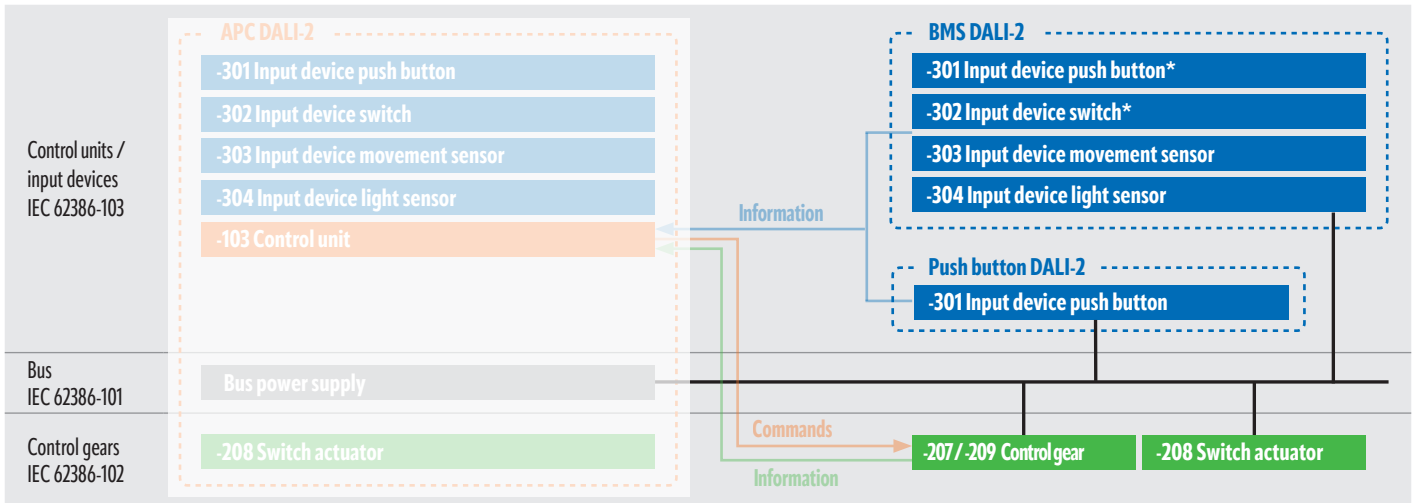 APC DALI-2
-301 Input device push button
-302 Input device switch
-303 Input device movement sensor
-304 Input device light sensor
-103 Control unit
Bus power supply
-208 Switch actuator
Control units /
input devices
IEC 62386-103
Bus
IEC 62386-101
Control gears
IEC 62386-102
Information
Commands
Information
BMS DALI-2
-301 Input device push button*
-302 Input device switch*
-303 Input device movement sensor
-304 Input device light sensor
Push button DALI-2
-301 Input device push button
-207 / -209 Control gear
-208 Switch actuator